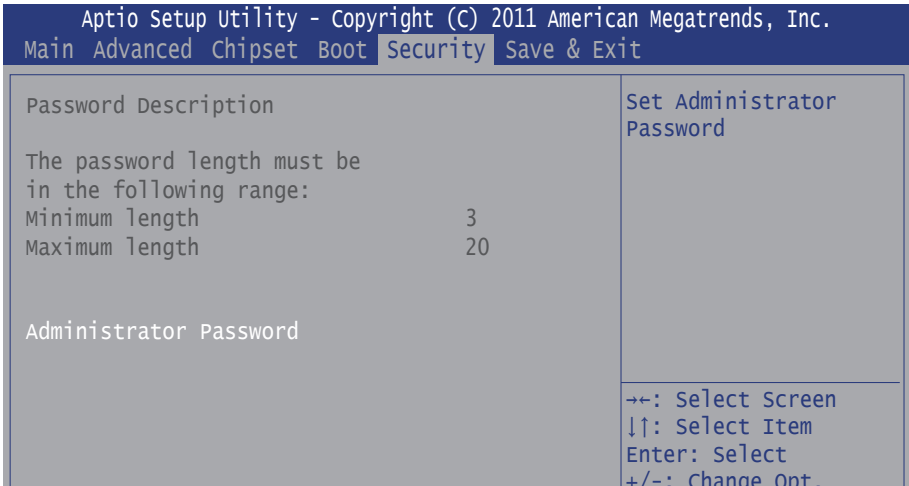 Aptio Setup Utility - Copyright (C) 2011 American Megatrends, Inc.
Main Advanced Chipset Boot Security Save & Exit
Password Description
The password length must be
in the following range:
Minimum length 3
Maximum length 20
Administrator Password
Set Administrator
Password
→←: Select Screen
↓↑: Select Item
Enter: Select
+/-: Change Opt.